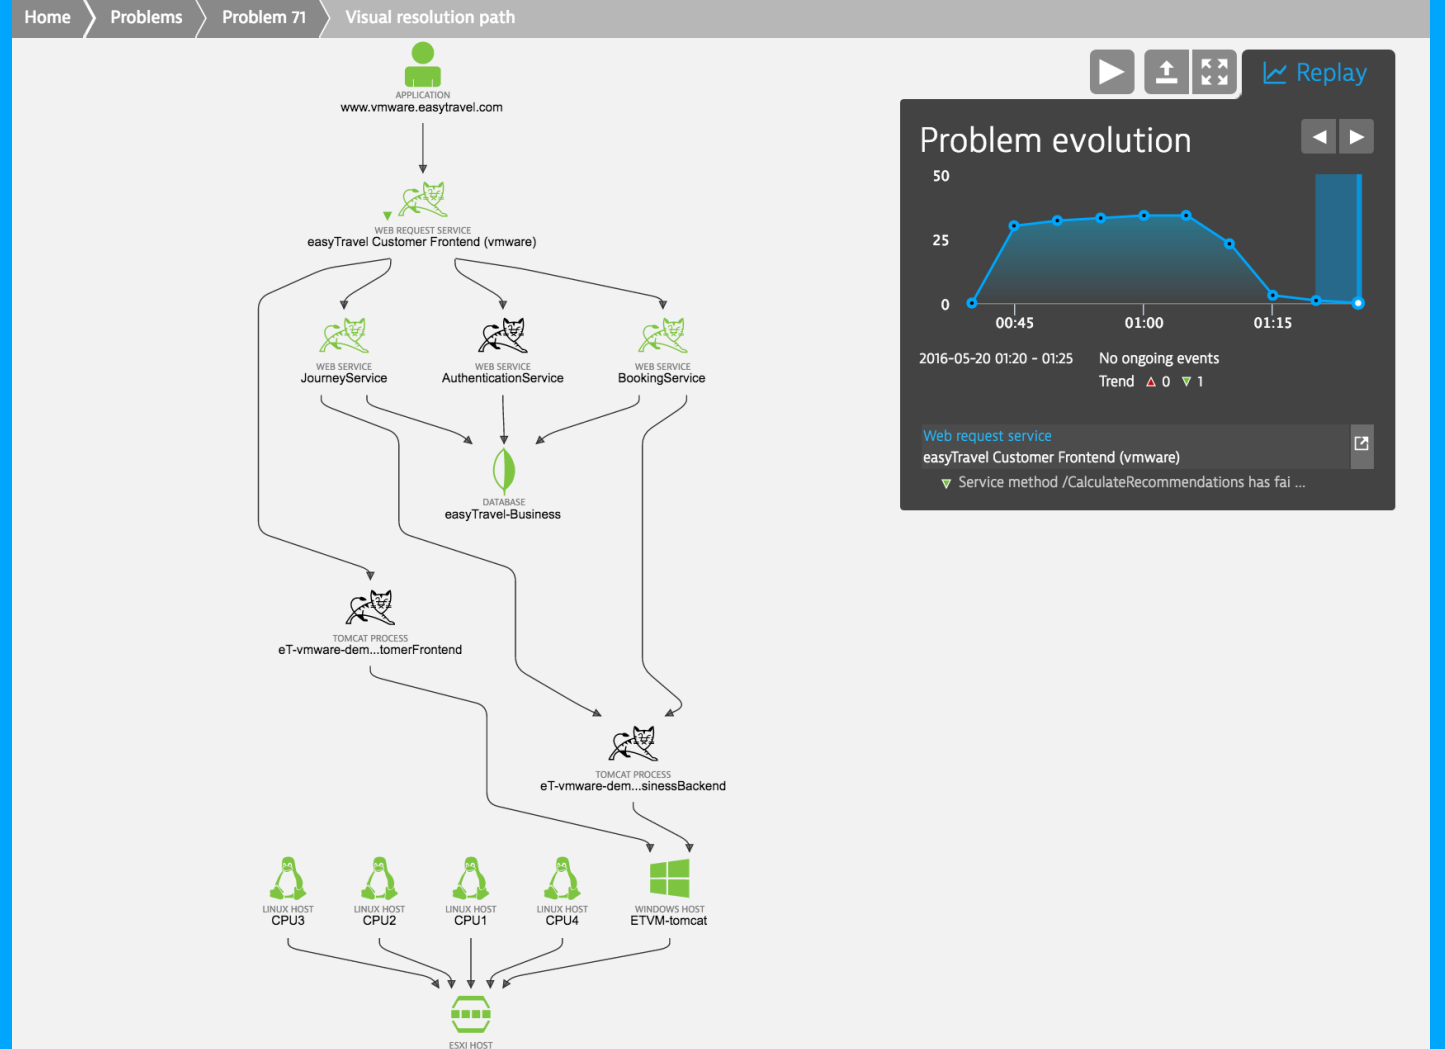 Home
Problems
Problem 71
Visual resolution path
APPLICATION
www.vmware.easytravel.com
WEB REQUEST SERVICE
easyTravel Customer Frontend (vmware)
WEB SERVICE
JourneyService
WEB SERVICE
AuthenticationService
WEB SERVICE
BookingService
DATABASE
easyTravel-Business
TOMCAT PROCESS
eT-vmware-dem...tomerFrontend
TOMCAT PROCESS
eT-vmware-dem...sinessBackend
LINUX HOST
CPU3
LINUX HOST
CPU2
LINUX HOST
CPU1
LINUX HOST
CPU4
WINDOWS HOST
ETVM-tomcat
ESXI HOST
Replay
Problem evolution
50
25
0
00:45
01:00
01:15
2016-05-20 01:20 - 01:25
No ongoing events
Trend 0 1
Web request service
easyTravel Customer Frontend (vmware)
Service method /CalculateRecommendations has fai ...